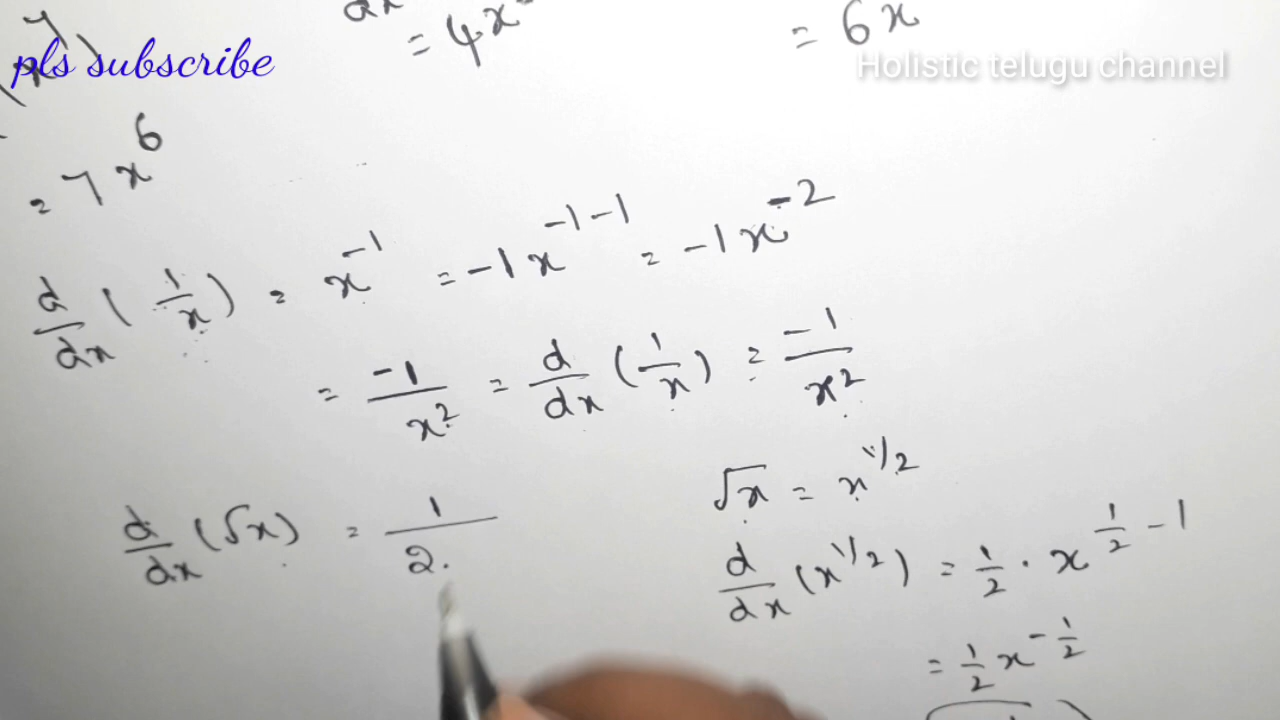 = 4x
= 6x
pls subscribe
Holistic telugu channel
= 7x^6
d/dx (1/x) = x^-1 = -1x^-1-1 = -1x^-2
= -1/x^2 = d/dx (1/x) = -1/x^2
√x = x^1/2
d/dx (√x) = 1/2.
d/dx (x^1/2) = 1/2 . x^1/2 - 1
= 1/2 x^-1/2